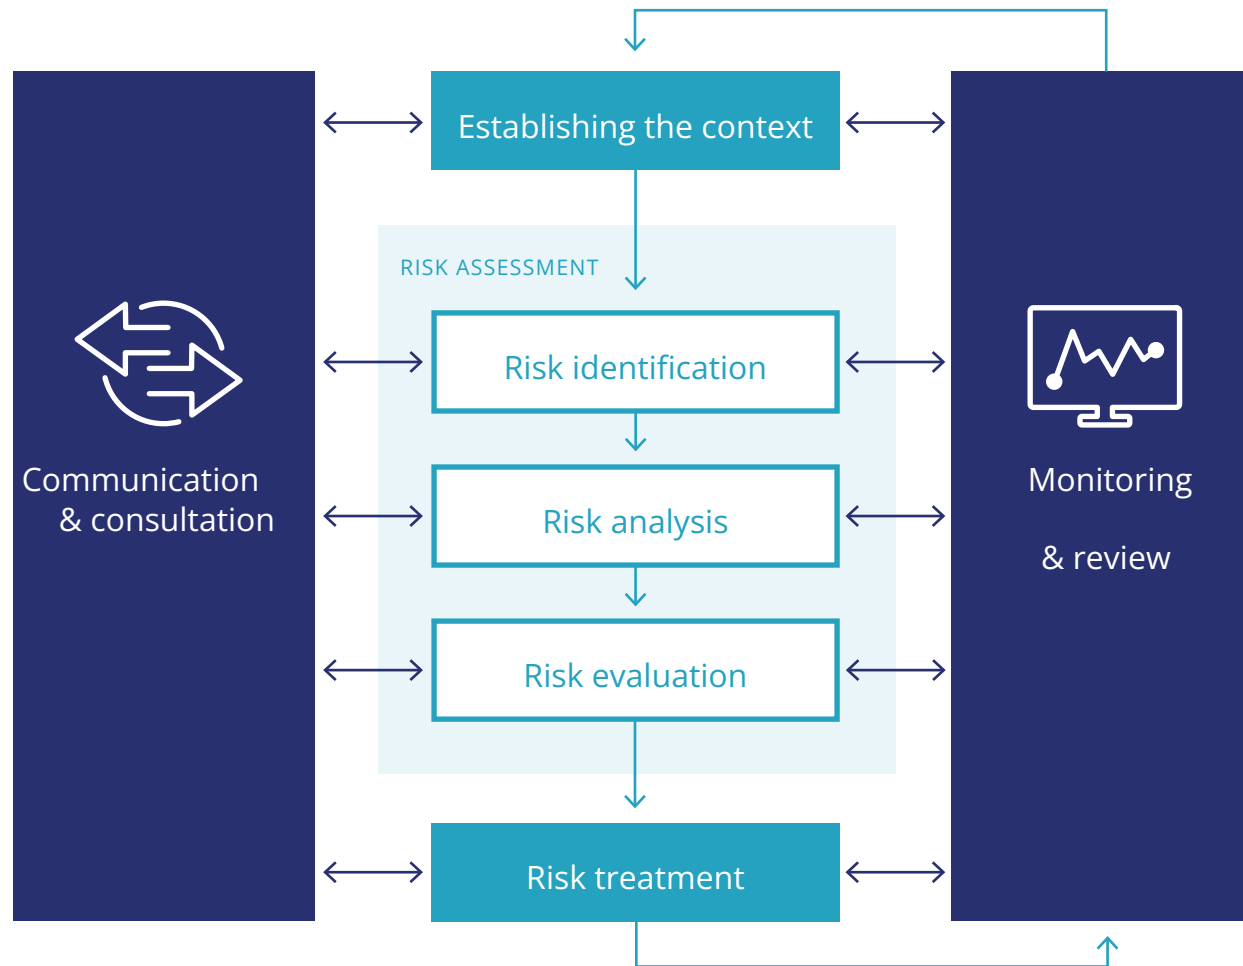 Establishing the context
RISK ASSESSMENT
Risk identification
Communication
& consultation
Monitoring
& review
Risk analysis
Risk evaluation
Risk treatment